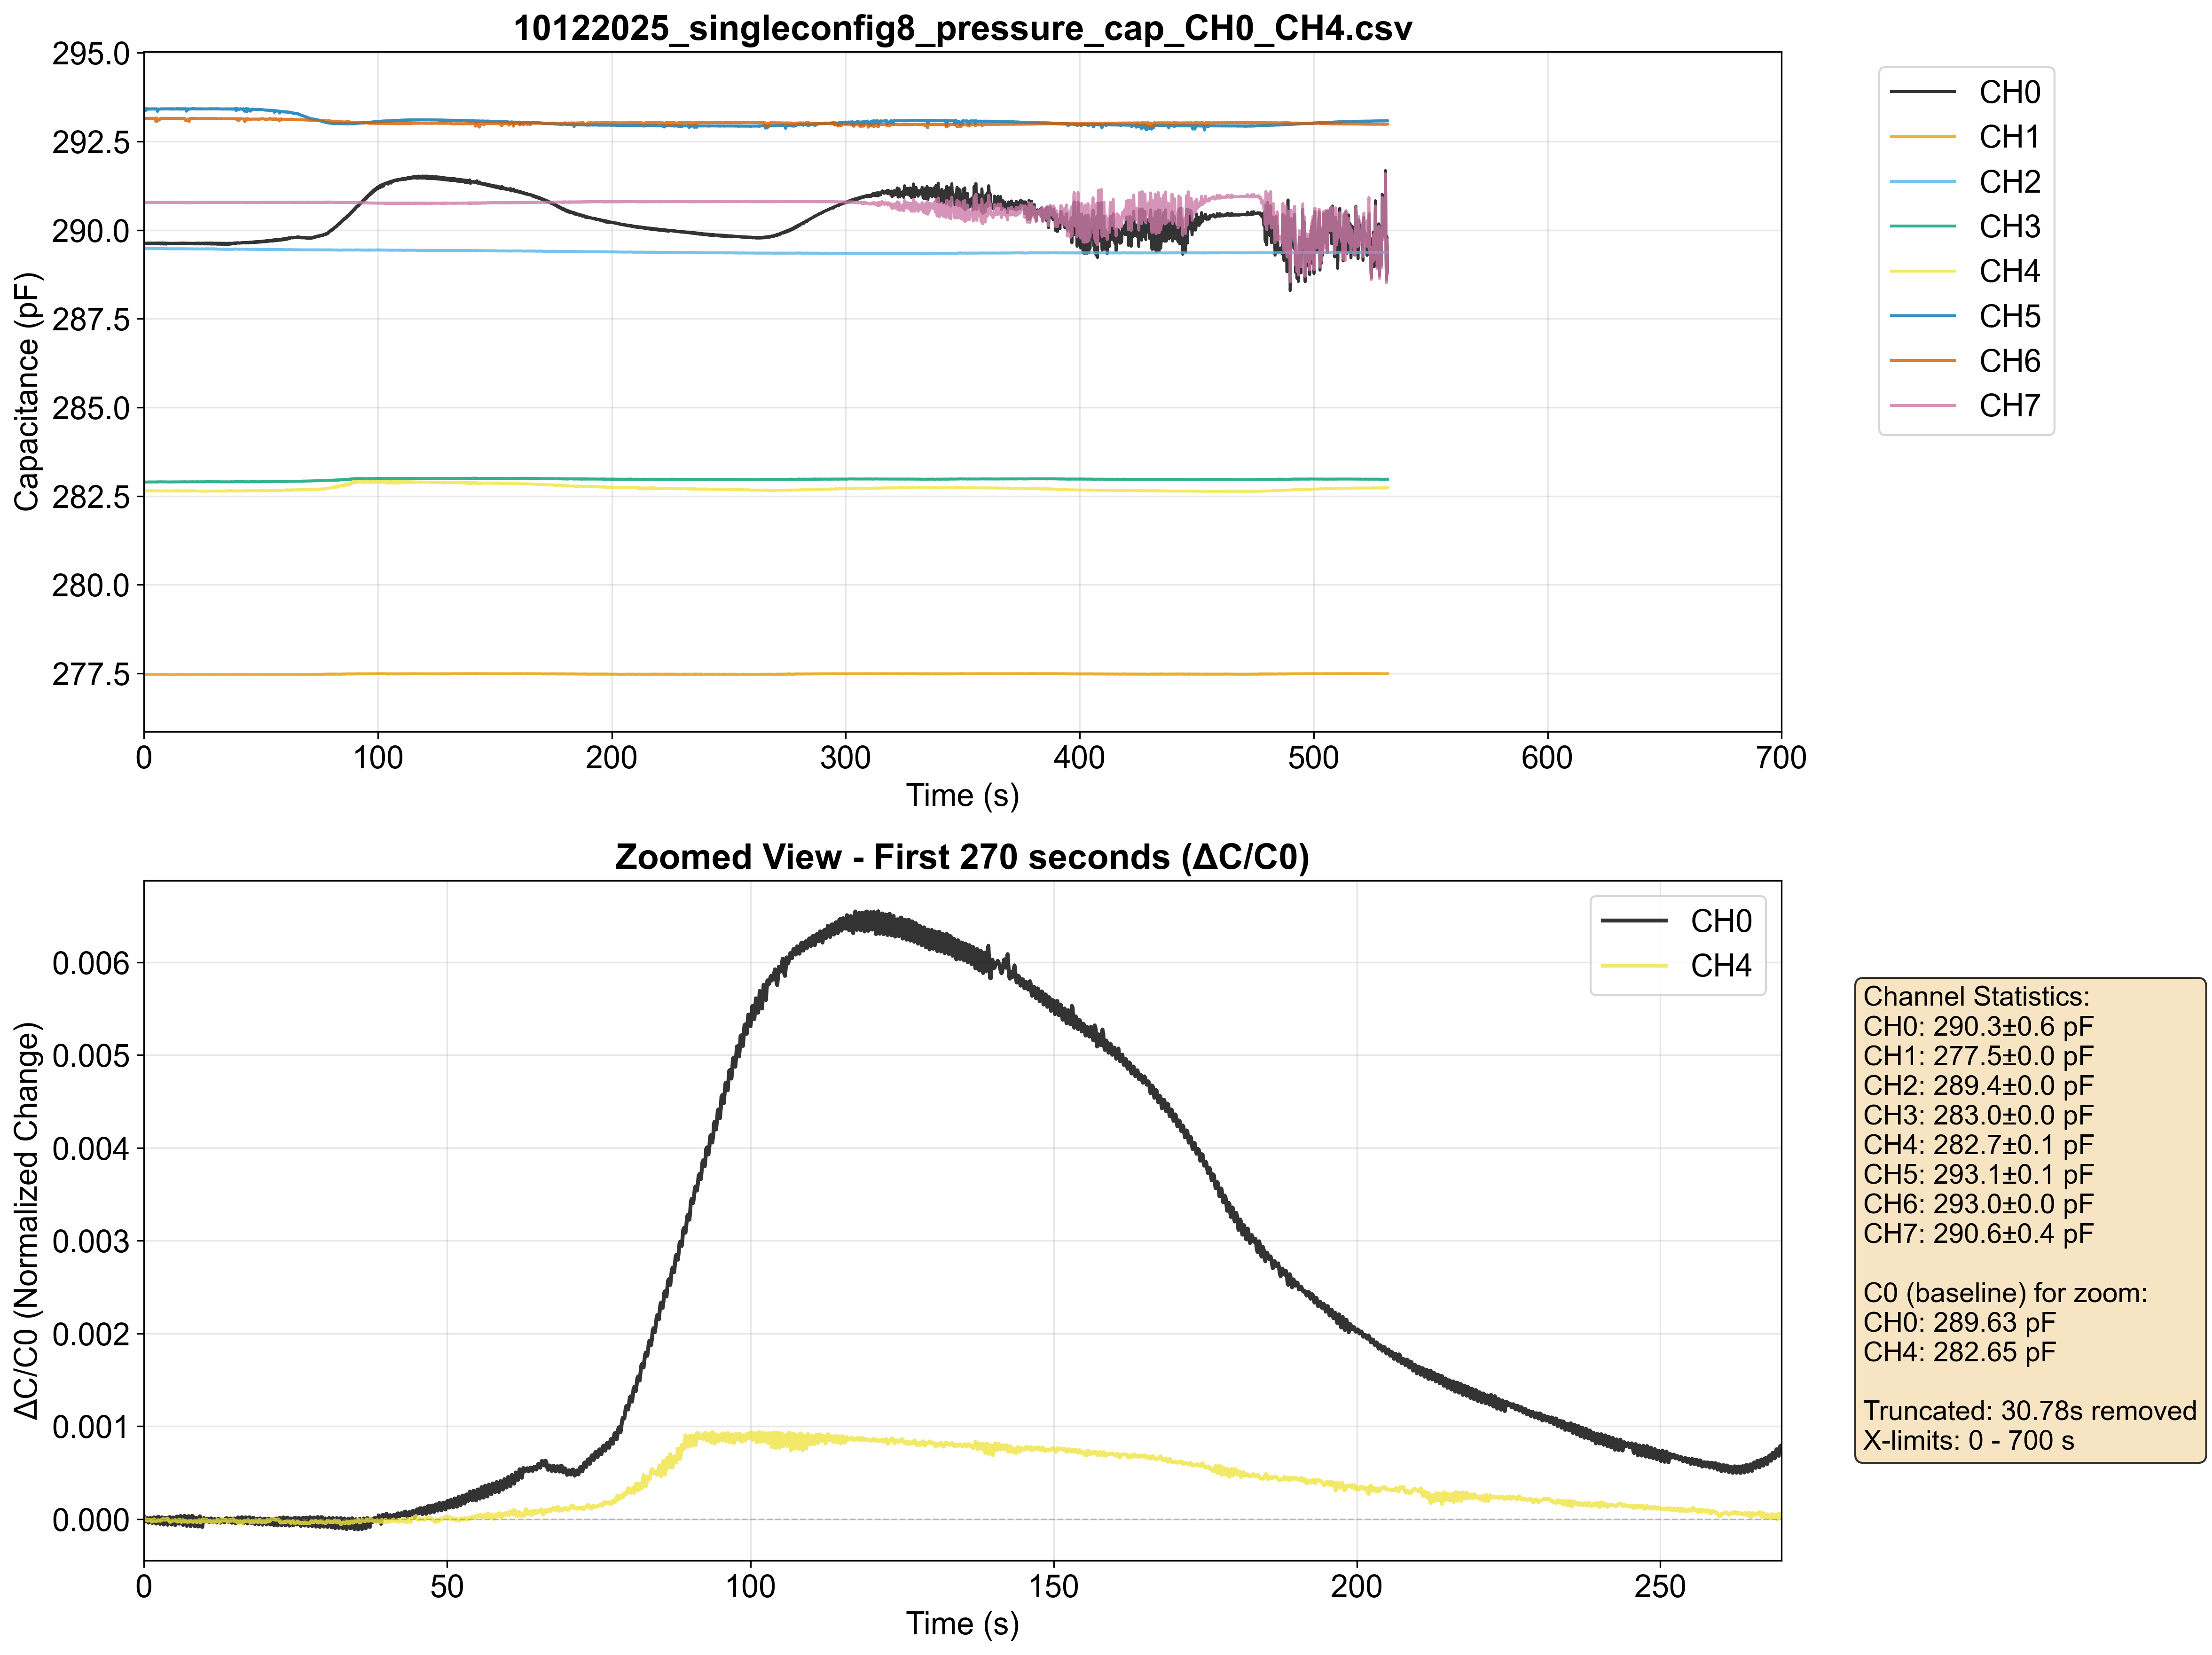 10122025_singleconfig8_pressure_cap_CH0_CH4.csv
295.0
292.5
290.0
287.5
285.0
282.5
280.0
277.5
Capacitance (pF)
0 100 200 300 400 500 600 700
Time (s)
CH0
CH1
CH2
CH3
CH4
CH5
CH6
CH7
Zoomed View - First 270 seconds (ΔC/C0)
0.006
0.005
0.004
0.003
0.002
0.001
0.000
ΔC/C0 (Normalized Change)
0 50 100 150 200 250
Time (s)
CH0
CH4
Channel Statistics:
CH0: 290.3±0.6 pF
CH1: 277.5±0.0 pF
CH2: 289.4±0.0 pF
CH3: 283.0±0.0 pF
CH4: 282.7±0.1 pF
CH5: 293.1±0.1 pF
CH6: 293.0±0.0 pF
CH7: 290.6±0.4 pF
C0 (baseline) for zoom:
CH0: 289.63 pF
CH4: 282.65 pF
Truncated: 30.78s removed
X-limits: 0 - 700 s